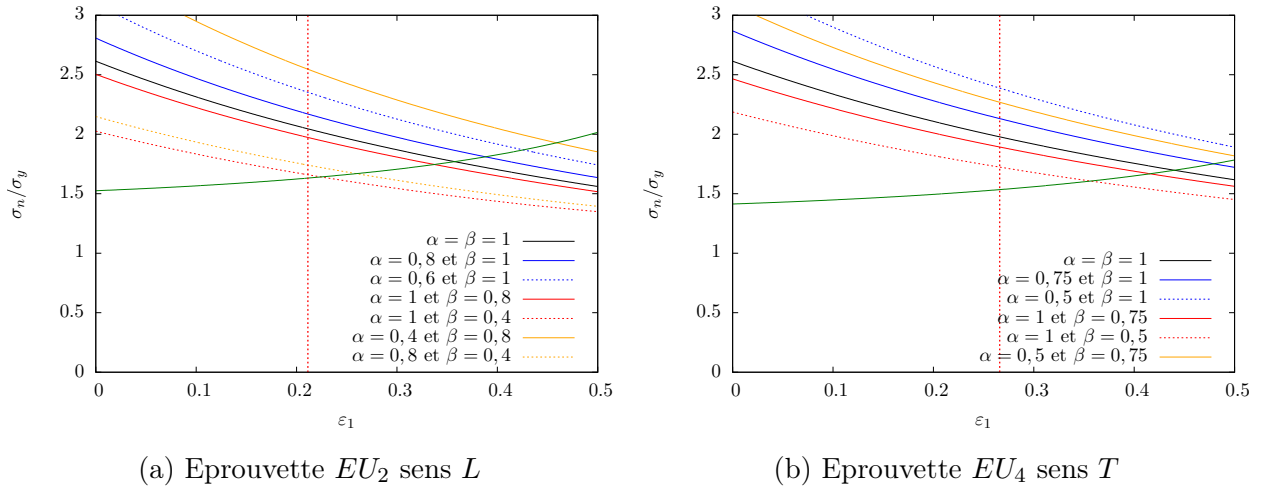 3
2.5
2
1.5
1
0.5
0
0
0.1
0.2
0.3
0.4
0.5
σn/σy
ε1
α = β = 1
α = 0, 8 et β = 1
α = 0, 6 et β = 1
α = 1 et β = 0, 8
α = 1 et β = 0, 4
α = 0, 4 et β = 0, 8
α = 0, 8 et β = 0, 4
(a) Eprouvette EU2 sens L
3
2.5
2
1.5
1
0.5
0
0
0.1
0.2
0.3
0.4
0.5
σn/σy
ε1
α = β = 1
α = 0, 75 et β = 1
α = 0, 5 et β = 1
α = 1 et β = 0, 75
α = 1 et β = 0, 5
α = 0, 5 et β = 0, 75
(b) Eprouvette EU4 sens T